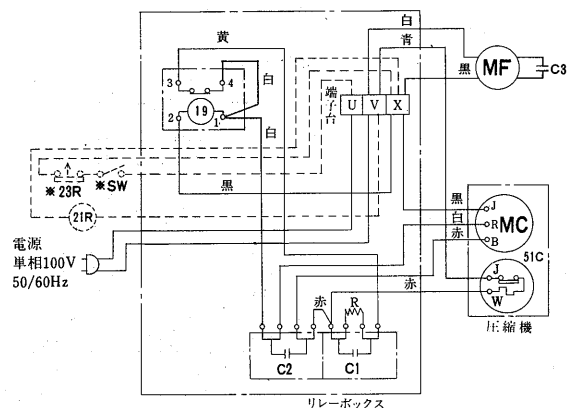 白
青
黄
3
4
白
2
19
1
白
端子台
U V X
黒
MF
C3
※23R
※SW
黒
21R
電源
単相100V
50/60Hz
黒
白
赤
J
R
B
MC
51C
J
W
赤
圧縮機
赤
R
C2
C1
リレーボックス